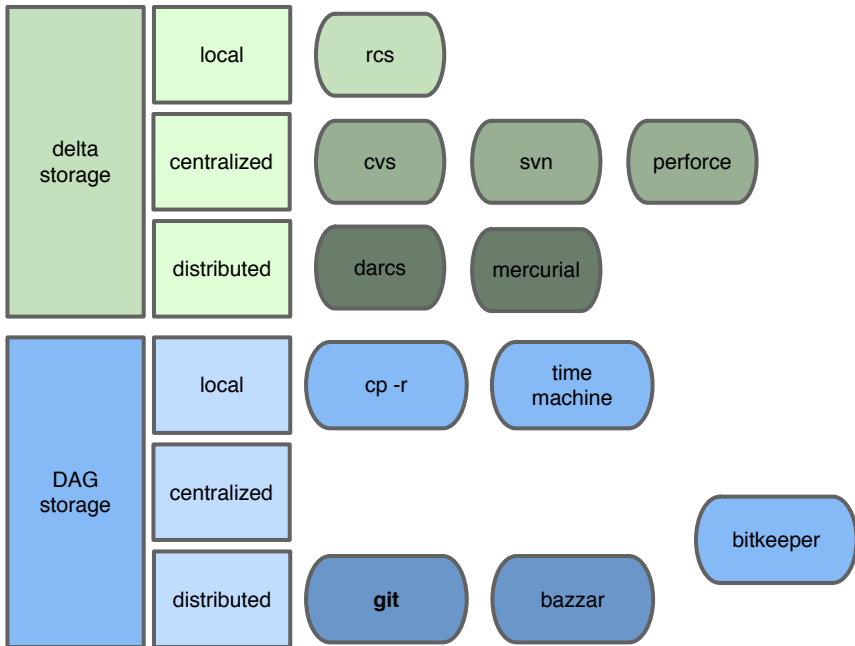 delta
storage
local
rcs
centralized
cvs
svn
perforce
distributed
darcs
mercurial
DAG
storage
local
cp -r
time
machine
centralized
bitkeeper
distributed
git
bazzar